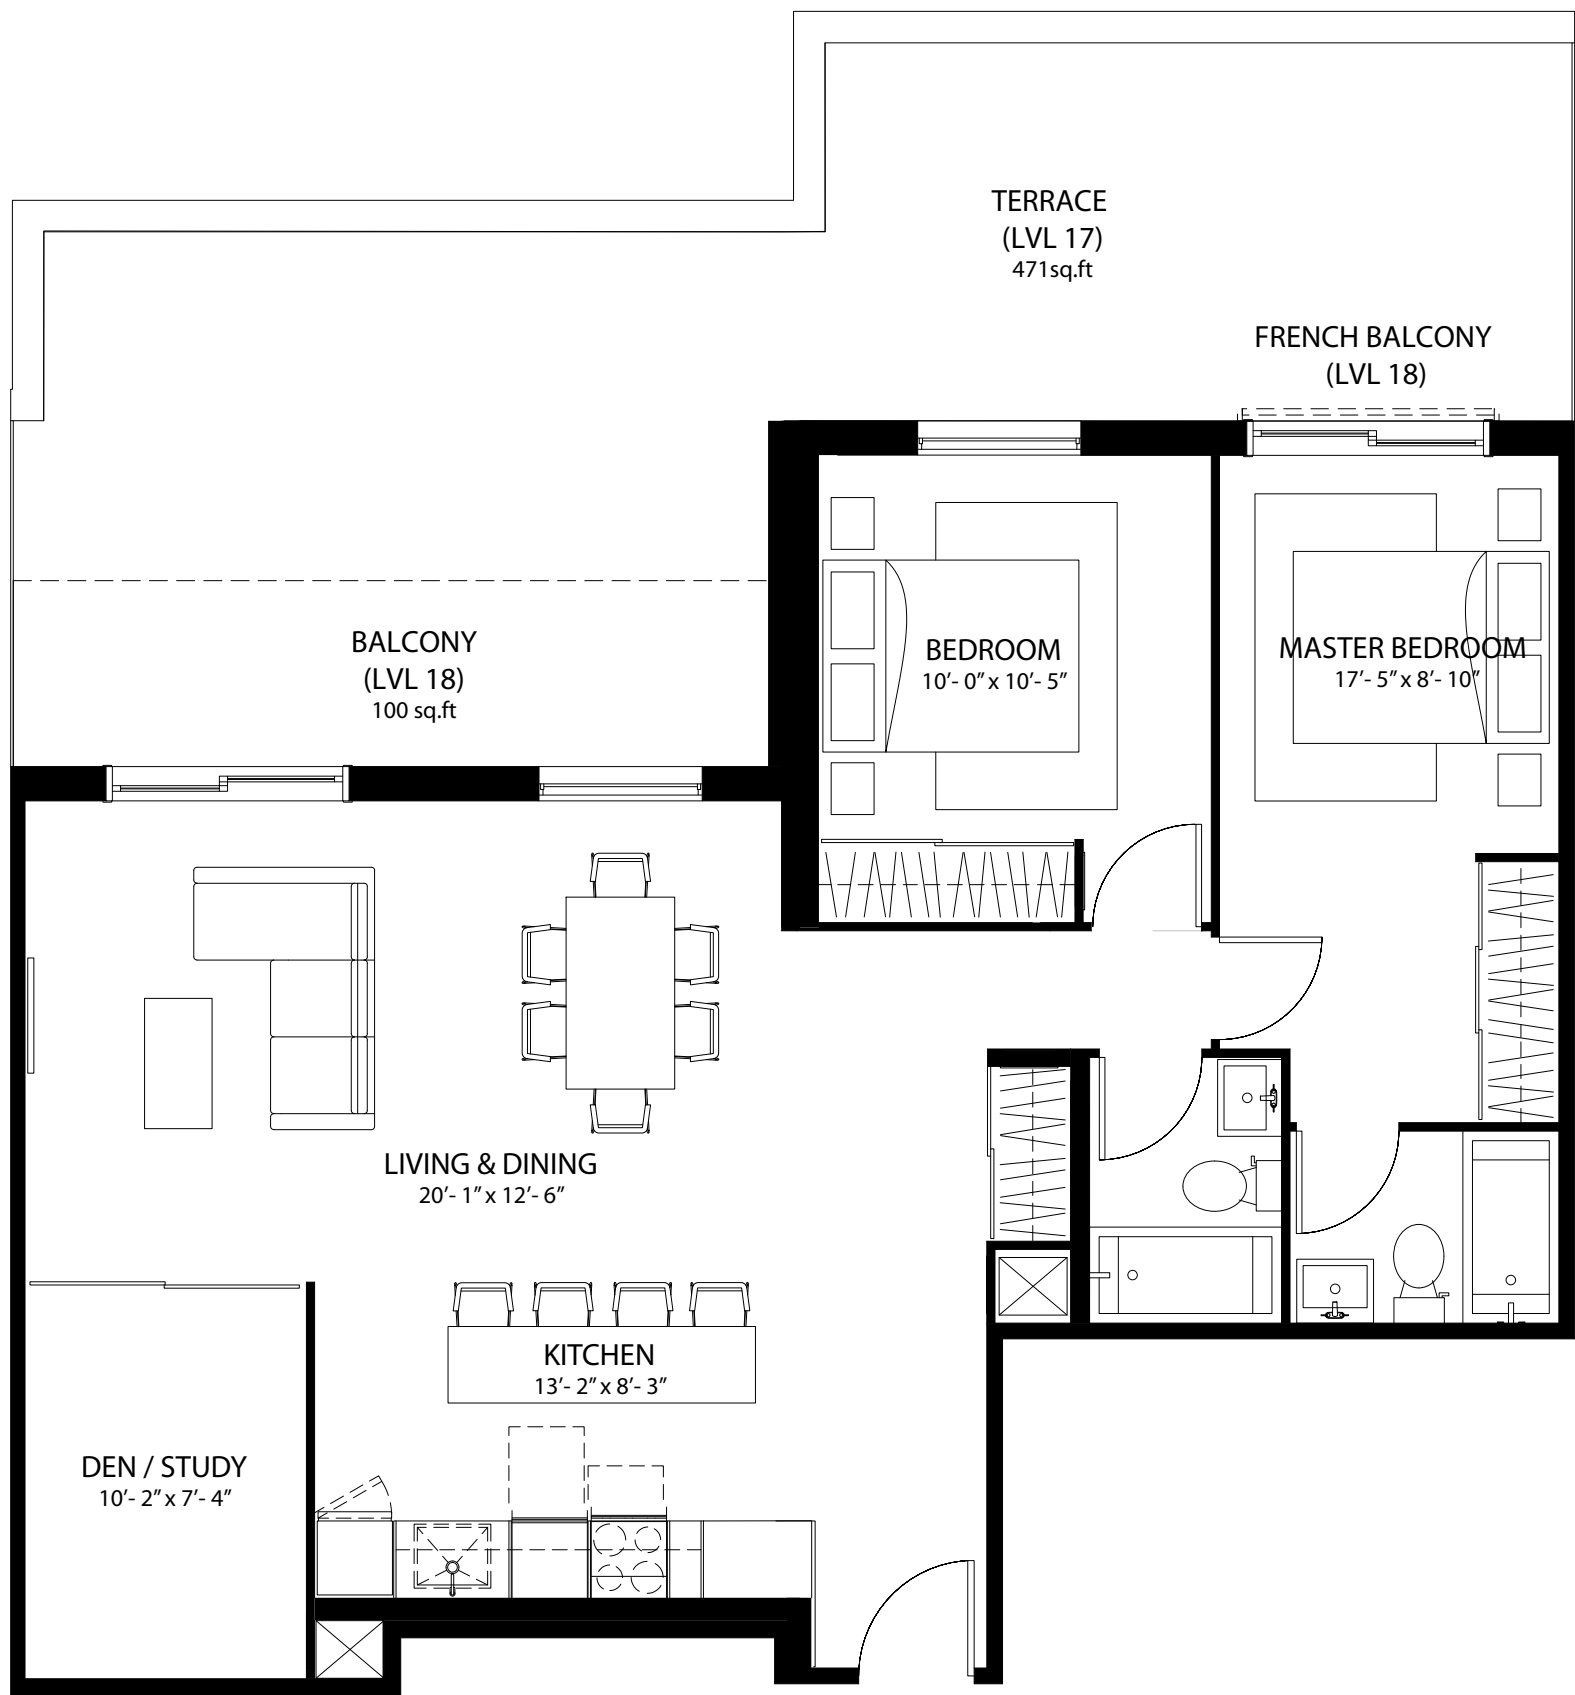 TERRACE
(LVL 17)
471sq.ft
FRENCH BALCONY
(LVL 18)
BALCONY
(LVL 18)
100 sq.ft
BEDROOM
10’- 0” x 10’- 5”
MASTER BEDROOM
17’- 5” x 8’- 10”
LIVING & DINING
20’- 1” x 12’- 6”
KITCHEN
13’- 2” x 8’- 3”
DEN / STUDY
10’- 2” x 7’- 4”